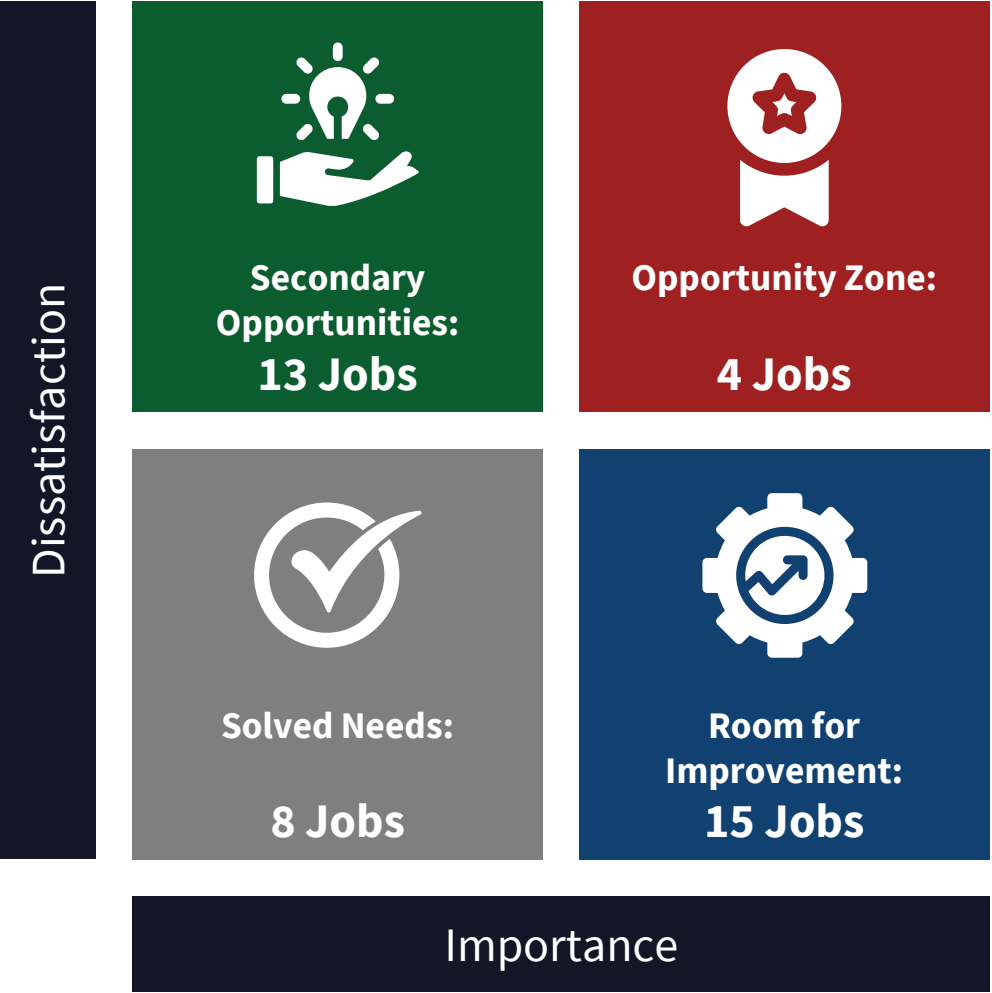 Dissatisfaction
Secondary
Opportunities:
13 Jobs
Opportunity Zone:
4 Jobs
Solved Needs:
8 Jobs
Room for
Improvement:
15 Jobs
Importance